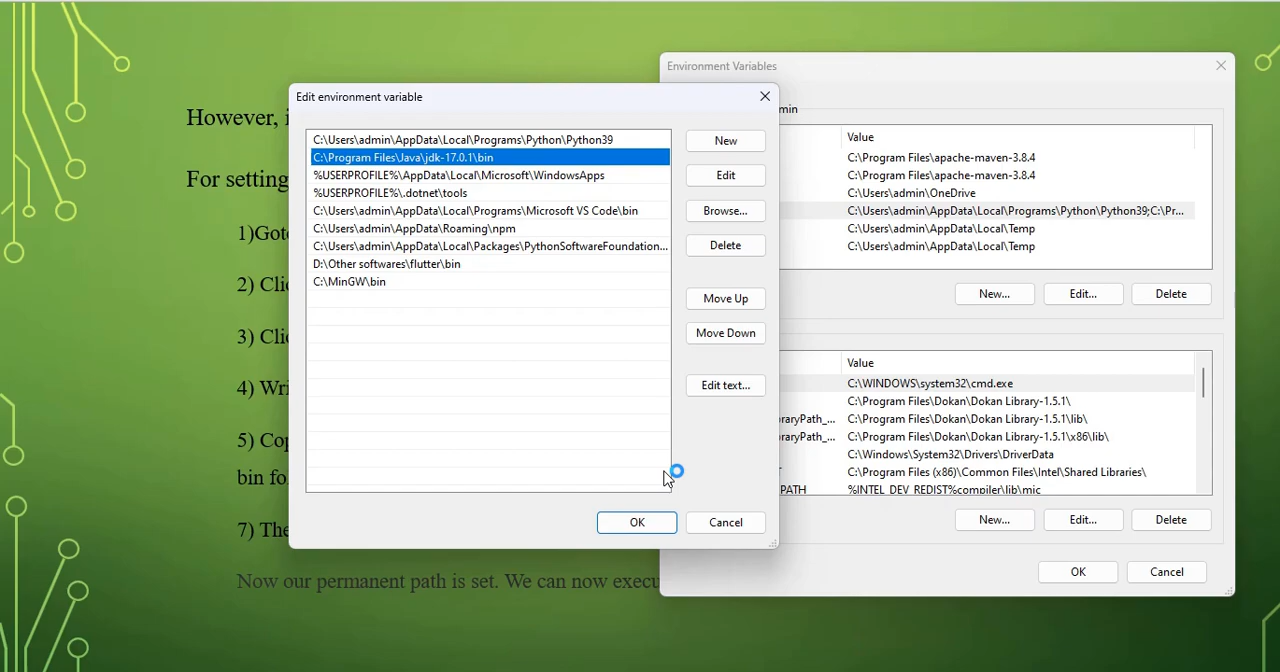 However, i
For setting
1)Got
2) Cli
3) Cli
4) Wri
5) Cop
bin fo
7) The
Now our permanent path is set. We can now execu
Edit environment variable
C:\Users\admin\AppData\Local\Programs\Python\Python39
C:\Program Files\Java\jdk-17.0.1\bin
%USERPROFILE%\AppData\Local\Microsoft\WindowsApps
%USERPROFILE%\.dotnet\tools
C:\Users\admin\AppData\Local\Programs\Microsoft VS Code\bin
C:\Users\admin\AppData\Roaming\npm
C:\Users\admin\AppData\Local\Packages\PythonSoftwareFoundation...
D:\Other softwares\flutter\bin
C:\MinGW\bin
New
Edit
Browse...
Delete
Move Up
Move Down
Edit text...
OK
Cancel
Environment Variables
min
Value
C:\Program Files\apache-maven-3.8.4
C:\Program Files\apache-maven-3.8.4
C:\Users\admin\OneDrive
C:\Users\admin\AppData\Local\Programs\Python\Python39;C:\Pr...
C:\Users\admin\AppData\Local\Temp
C:\Users\admin\AppData\Local\Temp
New... Edit... Delete
Value
C:\WINDOWS\system32\cmd.exe
C:\Program Files\Dokan\Dokan Library-1.5.1\
braryPath_... C:\Program Files\Dokan\Dokan Library-1.5.1\lib\
braryPath_... C:\Program Files\Dokan\Dokan Library-1.5.1\x86\lib\
C:\Windows\System32\Drivers\DriverData
C:\Program Files (x86)\Common Files\Intel\Shared Libraries\
PATH %INTEL_DEV_REDIST%compiler\lib\mic
New... Edit... Delete
OK Cancel